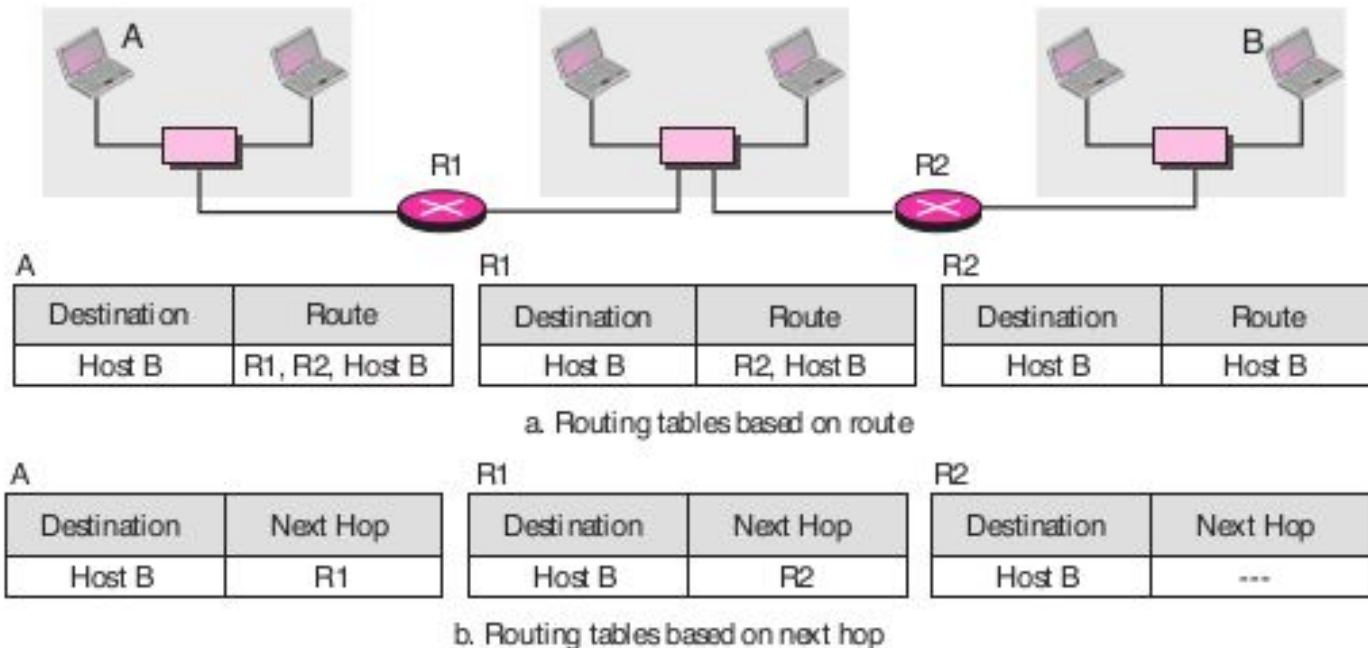 A
B
R1
R2
A
R1
R2
Destination Route
Destination Route
Destination Route
Host B R1, R2, Host B
Host B R2, Host B
Host B Host B
a. Routing tables based on route
A
R1
R2
Destination Next Hop
Destination Next Hop
Destination Next Hop
Host B R1
Host B R2
Host B ---
b. Routing tables based on next hop